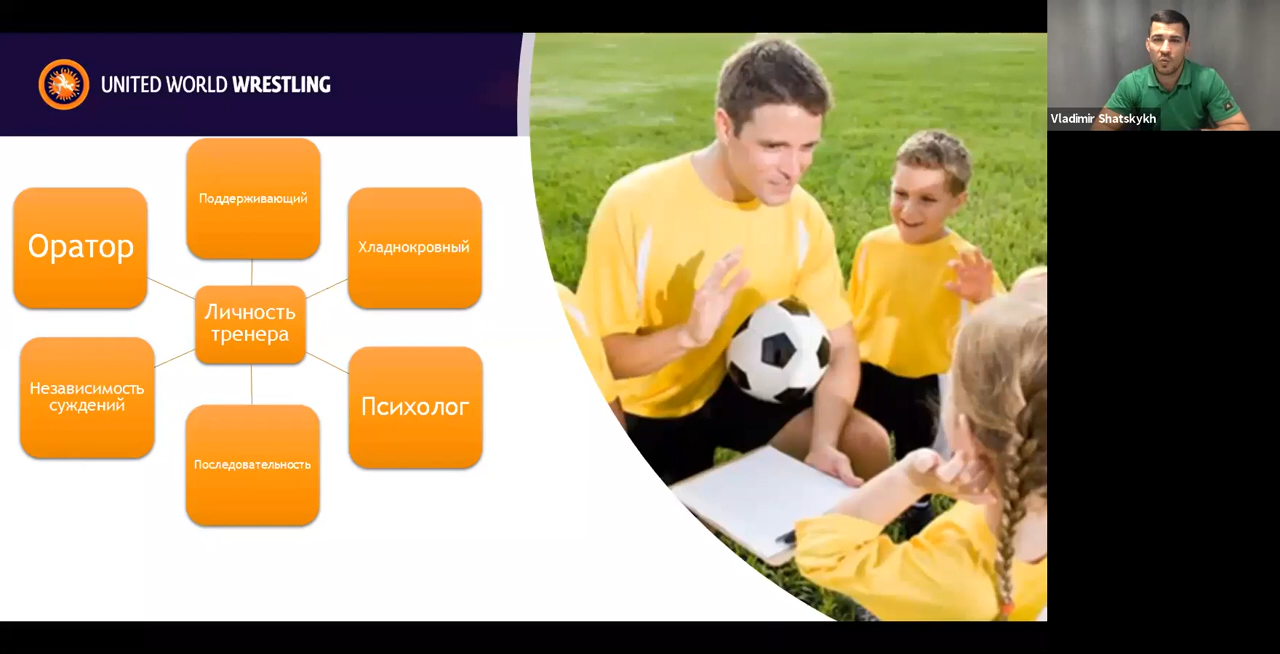 UNITED WORLD WRESTLING
Vladimir Shatskykh
Поддерживающий
Оратор
Хладнокровный
Личность
тренера
Независимость
суждений
Психолог
Последовательность